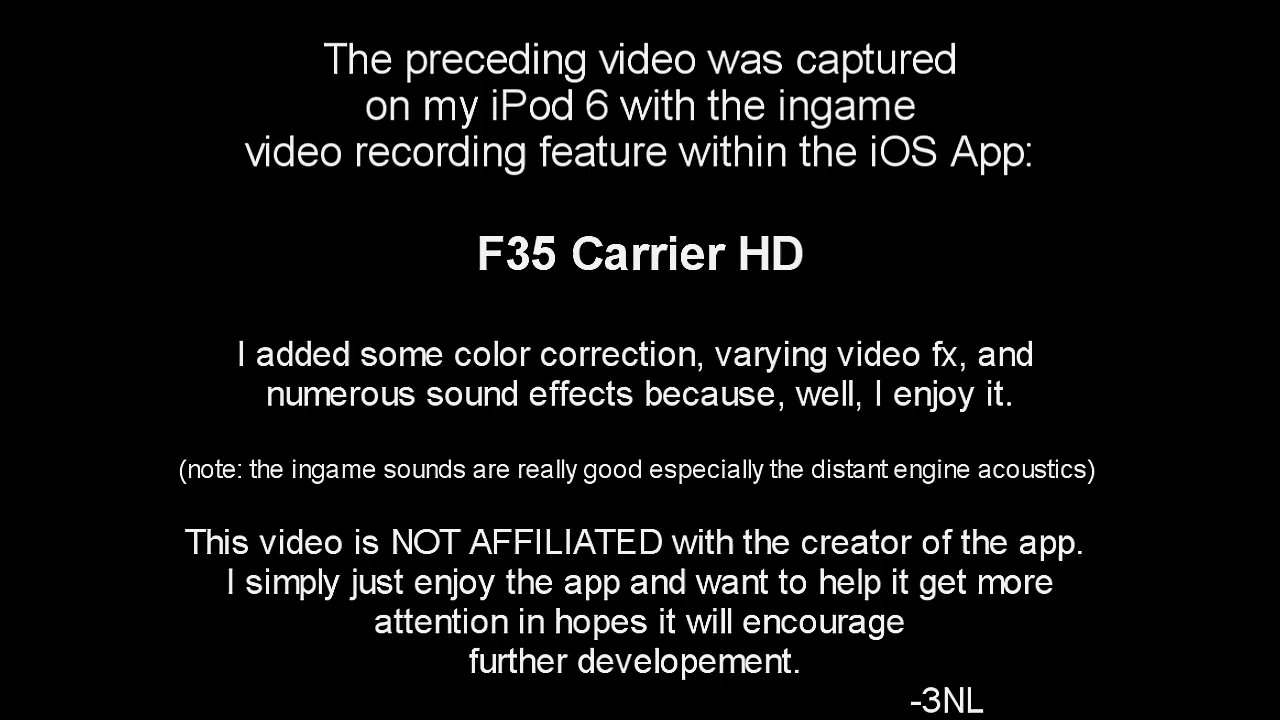 The preceding video was captured
on my iPod 6 with the ingame
video recording feature within the iOS App:
F35 Carrier HD
I added some color correction, varying video fx, and
numerous sound effects because, well, I enjoy it.
(note: the ingame sounds are really good especially the distant engine acoustics)
This video is NOT AFFILIATED with the creator of the app.
I simply just enjoy the app and want to help it get more
attention in hopes it will encourage
further developement.
-3NL